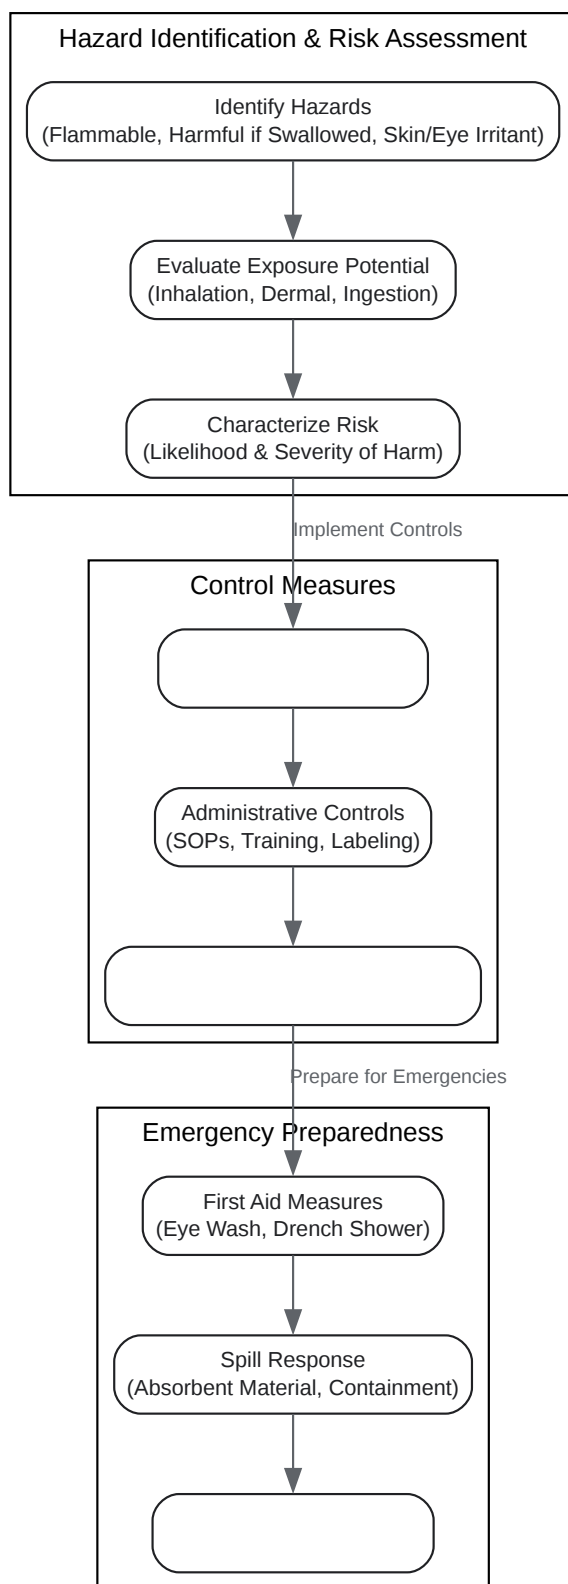 Hazard Identification & Risk Assessment
Identify Hazards
(Flammable, Harmful if Swallowed, Skin/Eye Irritant)
Evaluate Exposure Potential
(Inhalation, Dermal, Ingestion)
Characterize Risk
(Likelihood & Severity of Harm)
Implement Controls
Control Measures
Administrative Controls
(SOPs, Training, Labeling)
Prepare for Emergencies
Emergency Preparedness
First Aid Measures
(Eye Wash, Drench Shower)
Spill Response
(Absorbent Material, Containment)